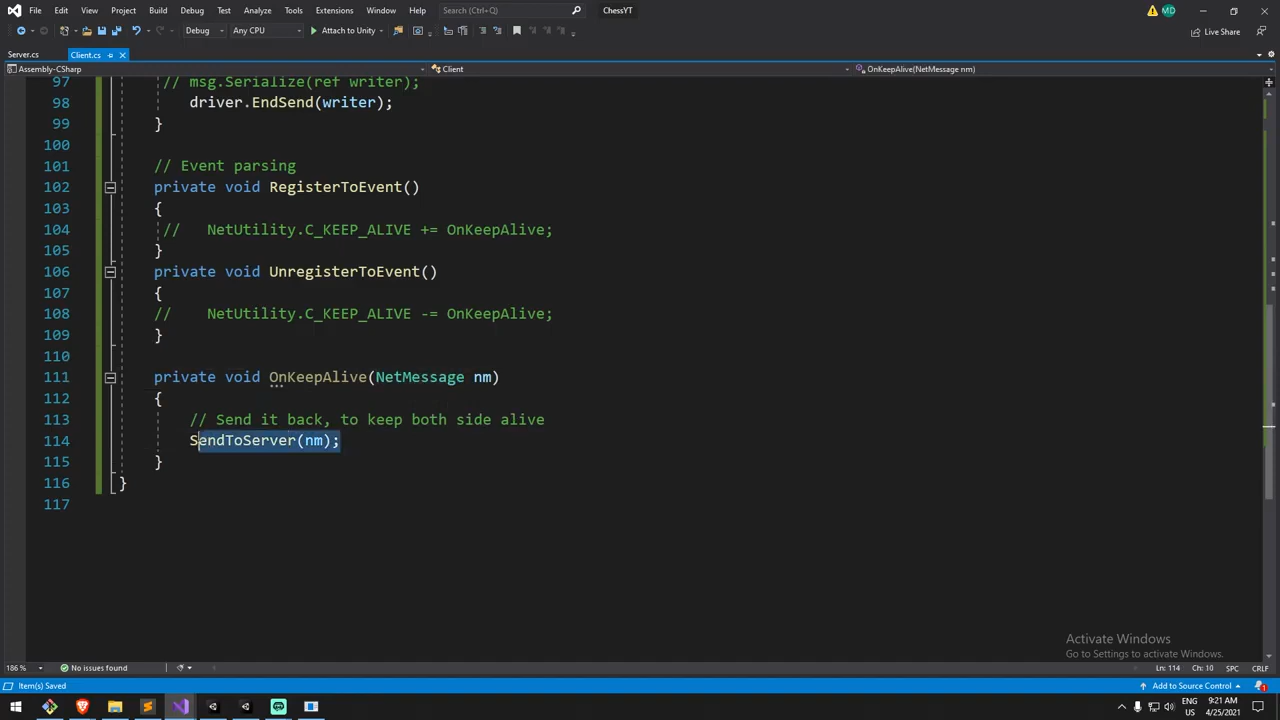 File Edit View Project Build Debug Test Analyze Tools Extensions Window Help Search (Ctrl+Q) ChessYT MD
Debug Any CPU Attach to Unity Live Share
Server.cs Client.cs
Assembly-CSharp Client OnKeepAlive(NetMessage nm)
97 // msg.Serialize(ref writer);
98 driver.EndSend(writer);
99 }
100
101 // Event parsing
102 private void RegisterToEvent()
103 {
104 // NetUtility.C_KEEP_ALIVE += OnKeepAlive;
105 }
106 private void UnregisterToEvent()
107 {
108 // NetUtility.C_KEEP_ALIVE -= OnKeepAlive;
109 }
110
111 private void OnKeepAlive(NetMessage nm)
112 {
113 // Send it back, to keep both side alive
114 SendToServer(nm);
115 }
116 }
117
Activate Windows
Go to Settings to activate Windows.
186 % No issues found Ln: 114 Ch: 10 SPC CRLF
Item(s) Saved Add to Source Control 1
ENG 9:21 AM
US 4/25/2021